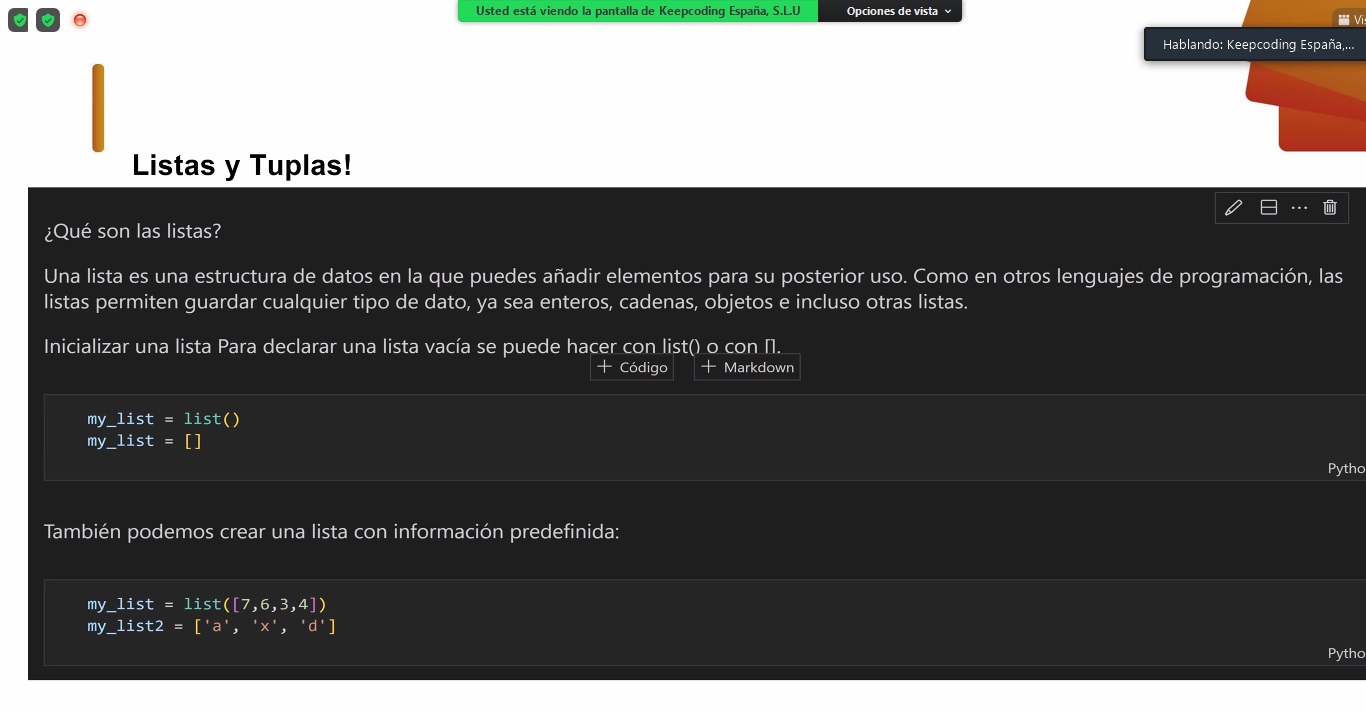 Usted está viendo la pantalla de Keepcoding España, S.L.U
Opciones de vista
Hablando: Keepcoding España,...
Listas y Tuplas!
¿Qué son las listas?
Una lista es una estructura de datos en la que puedes añadir elementos para su posterior uso. Como en otros lenguajes de programación, las
listas permiten guardar cualquier tipo de dato, ya sea enteros, cadenas, objetos e incluso otras listas.
Inicializar una lista Para declarar una lista vacía se puede hacer con list() o con [].
+ Código
+ Markdown
my_list = list()
my_list = []
Pytho
También podemos crear una lista con información predefinida:
my_list = list([7,6,3,4])
my_list2 = ['a', 'x', 'd']
Pytho